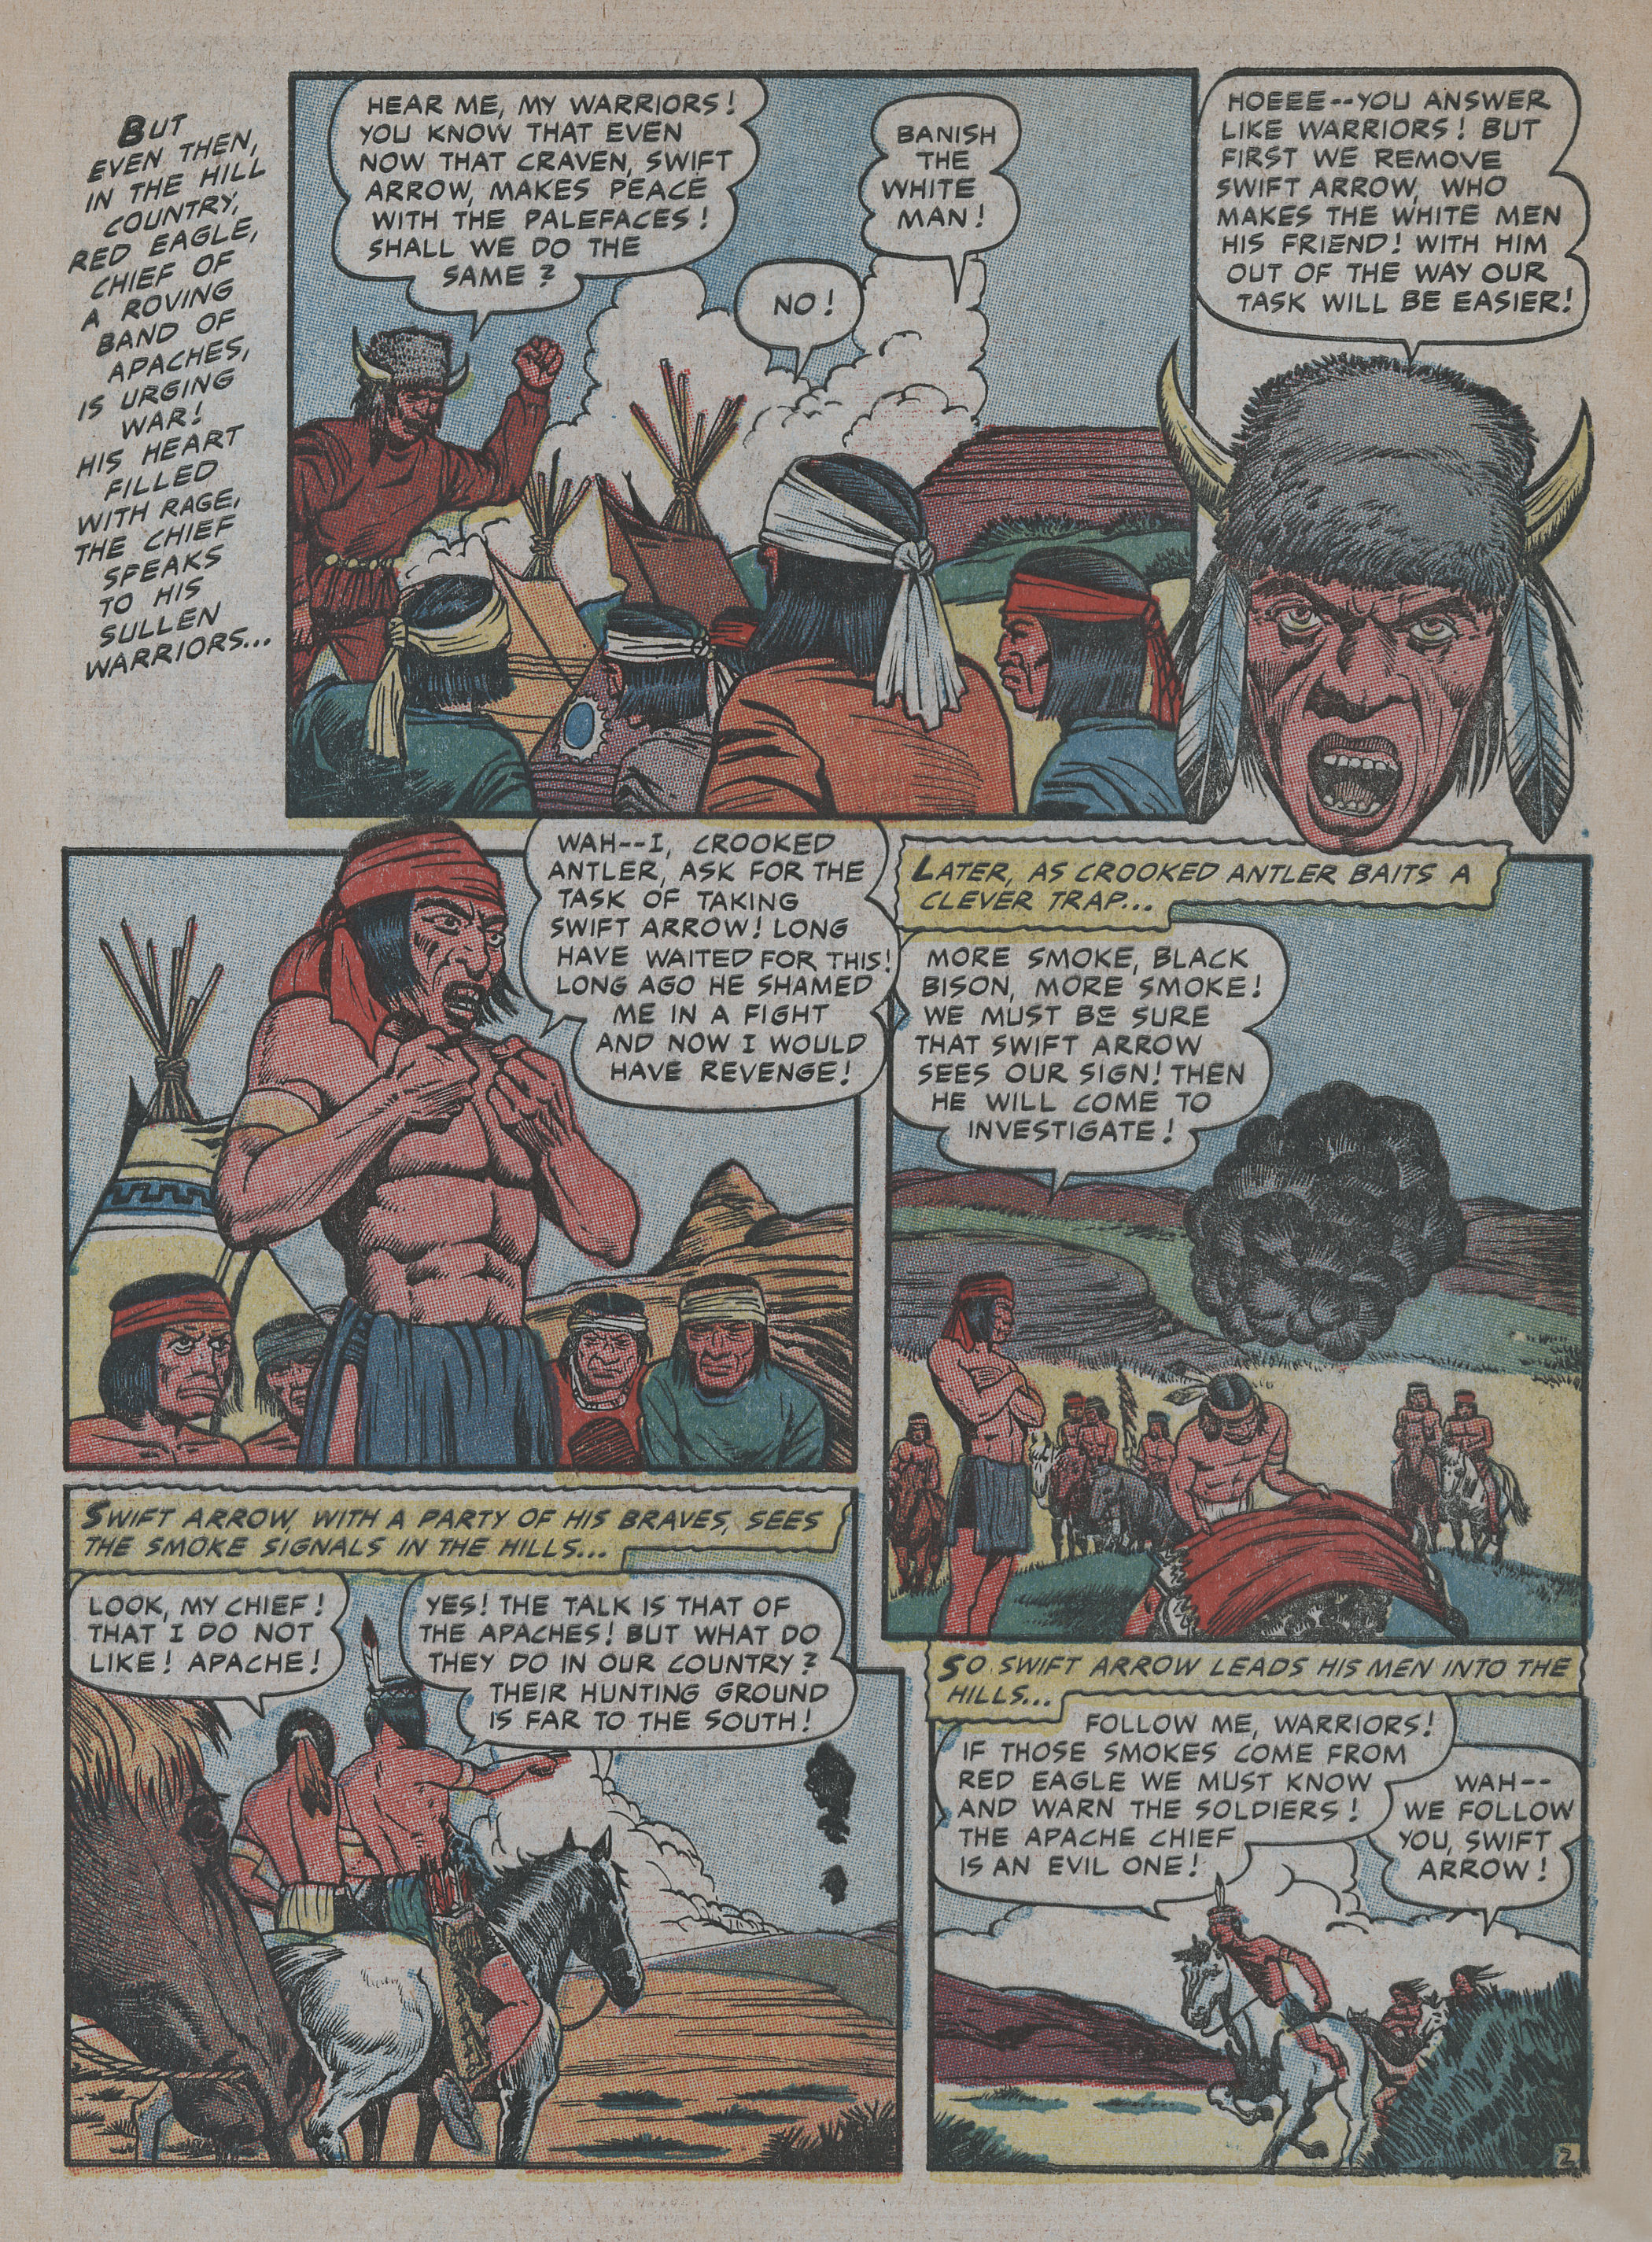 BUT
EVEN THEN,
IN THE HILL
COUNTRY,
RED EAGLE,
CHIEF OF
A ROVING
BAND OF
APACHES,
IS URGING
WAR!
HIS HEART
FILLED
WITH RAGE,
THE CHIEF
SPEAKS
TO HIS
SULLEN
WARRIORS...
HEAR ME, MY WARRIORS!
YOU KNOW THAT EVEN
NOW THAT CRAVEN, SWIFT
ARROW, MAKES PEACE
WITH THE PALEFACES!
SHALL WE DO THE
SAME?
NO!
BANISH
THE
WHITE
MAN!
HOEEE--YOU ANSWER
LIKE WARRIORS! BUT
FIRST WE REMOVE
SWIFT ARROW, WHO
MAKES THE WHITE MEN
HIS FRIEND! WITH HIM
OUT OF THE WAY OUR
TASK WILL BE EASIER!
WAH--I, CROOKED
ANTLER, ASK FOR THE
TASK OF TAKING
SWIFT ARROW! LONG
HAVE WAITED FOR THIS!
LONG AGO HE SHAMED
ME IN A FIGHT
AND NOW I WOULD
HAVE REVENGE!
LATER, AS CROOKED ANTLER BAITS A
CLEVER TRAP...
MORE SMOKE, BLACK
BISON, MORE SMOKE!
WE MUST BE SURE
THAT SWIFT ARROW
SEES OUR SIGN! THEN
HE WILL COME TO
INVESTIGATE!
SWIFT ARROW, WITH A PARTY OF HIS BRAVES, SEES
THE SMOKE SIGNALS IN THE HILLS...
LOOK, MY CHIEF!
THAT I DO NOT
LIKE! APACHE!
YES! THE TALK IS THAT OF
THE APACHES! BUT WHAT DO
THEY DO IN OUR COUNTRY?
THEIR HUNTING GROUND
IS FAR TO THE SOUTH!
SO SWIFT ARROW LEADS HIS MEN INTO THE
HILLS...
FOLLOW ME, WARRIORS!
IF THOSE SMOKES COME FROM
RED EAGLE WE MUST KNOW
AND WARN THE SOLDIERS!
THE APACHE CHIEF
IS AN EVIL ONE!
WAH--
WE FOLLOW
YOU, SWIFT
ARROW!
2